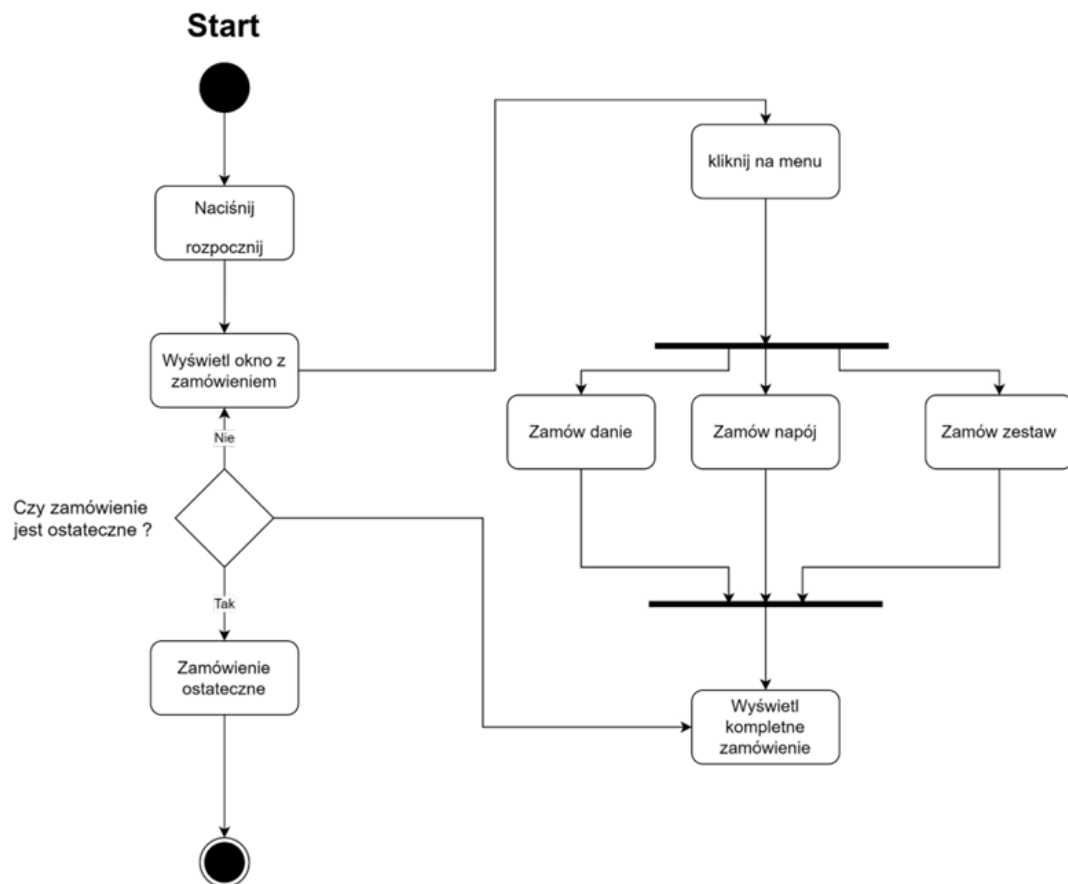 Start
Naciśnij
rozpocznij
Wyświetl okno z
zamówieniem
Nie
Czy zamówienie
jest ostateczne ?
Tak
Zamówienie
ostateczne
kliknij na menu
Zamów danie
Zamów napój
Zamów zestaw
Wyświetl
kompletne
zamówienie